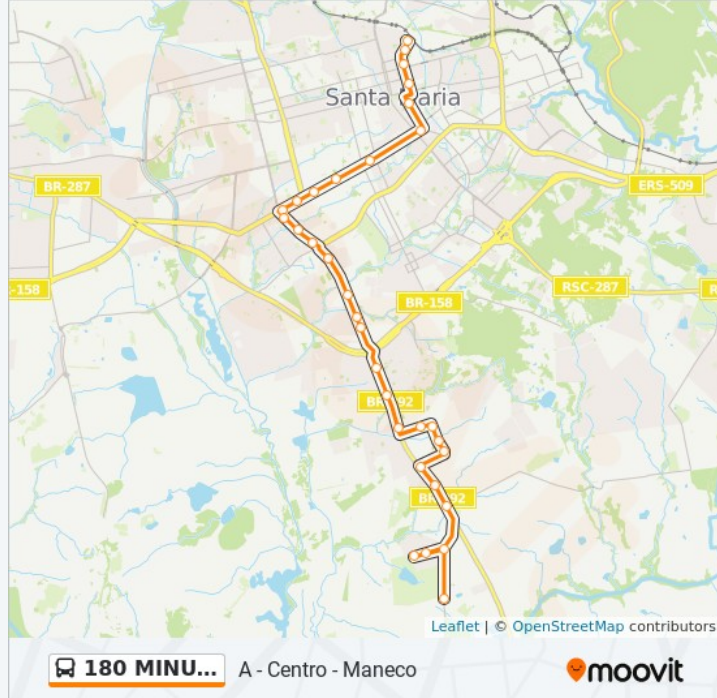 Santa Maria
BR-287
ERS-509
-158
RSC-287
R
BR-158
BR-392
BR-392
Leaflet | © OpenStreetMap contributors
180 MINU...
A - Centro - Maneco
moovit